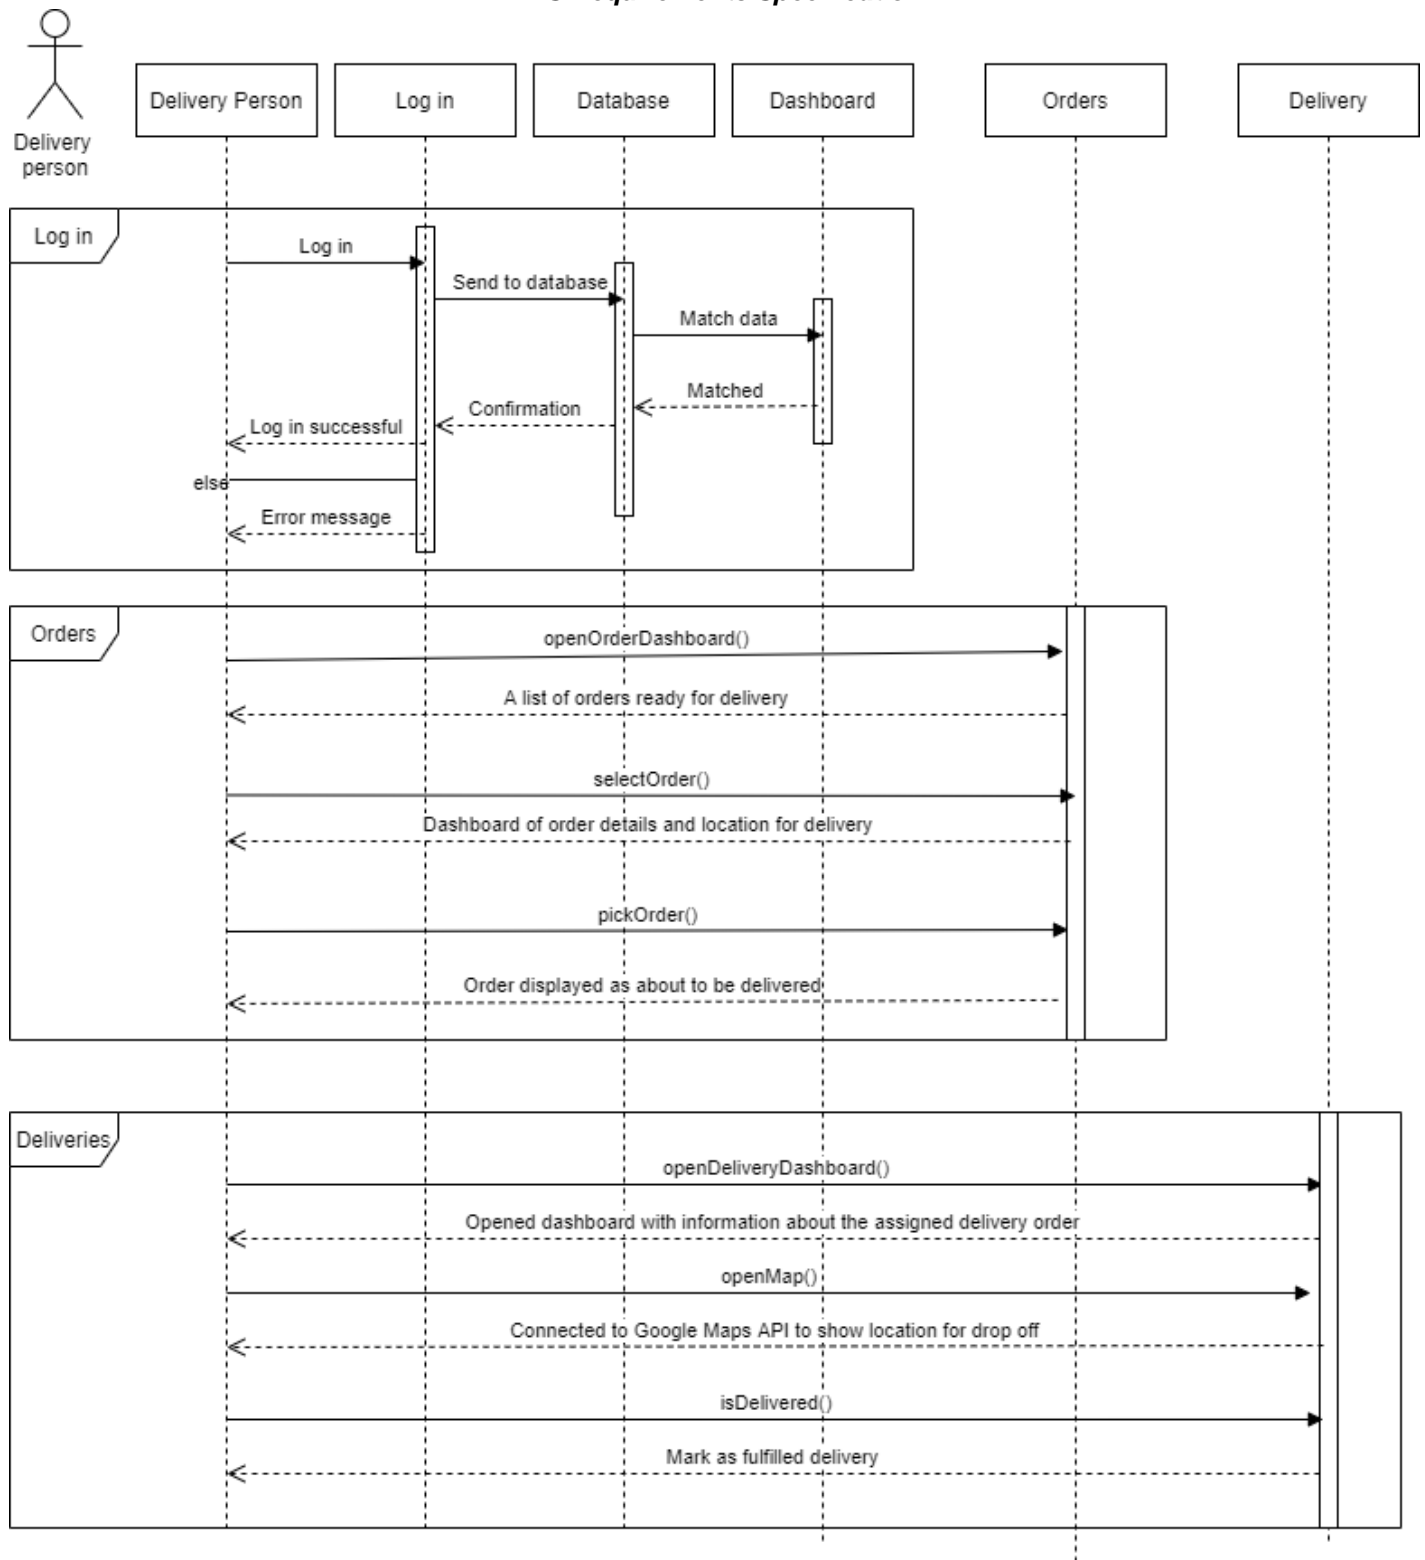 Delivery
person
Delivery Person
Log in
Database
Dashboard
Orders
Delivery
Log in
Log in
Send to database
Match data
Matched
Confirmation
Log in successful
else
Error message
Orders
openOrderDashboard()
A list of orders ready for delivery
selectOrder()
Dashboard of order details and location for delivery
pickOrder()
Order displayed as about to be delivered
Deliveries
openDeliveryDashboard()
Opened dashboard with information about the assigned delivery order
openMap()
Connected to Google Maps API to show location for drop off
isDelivered()
Mark as fulfilled delivery